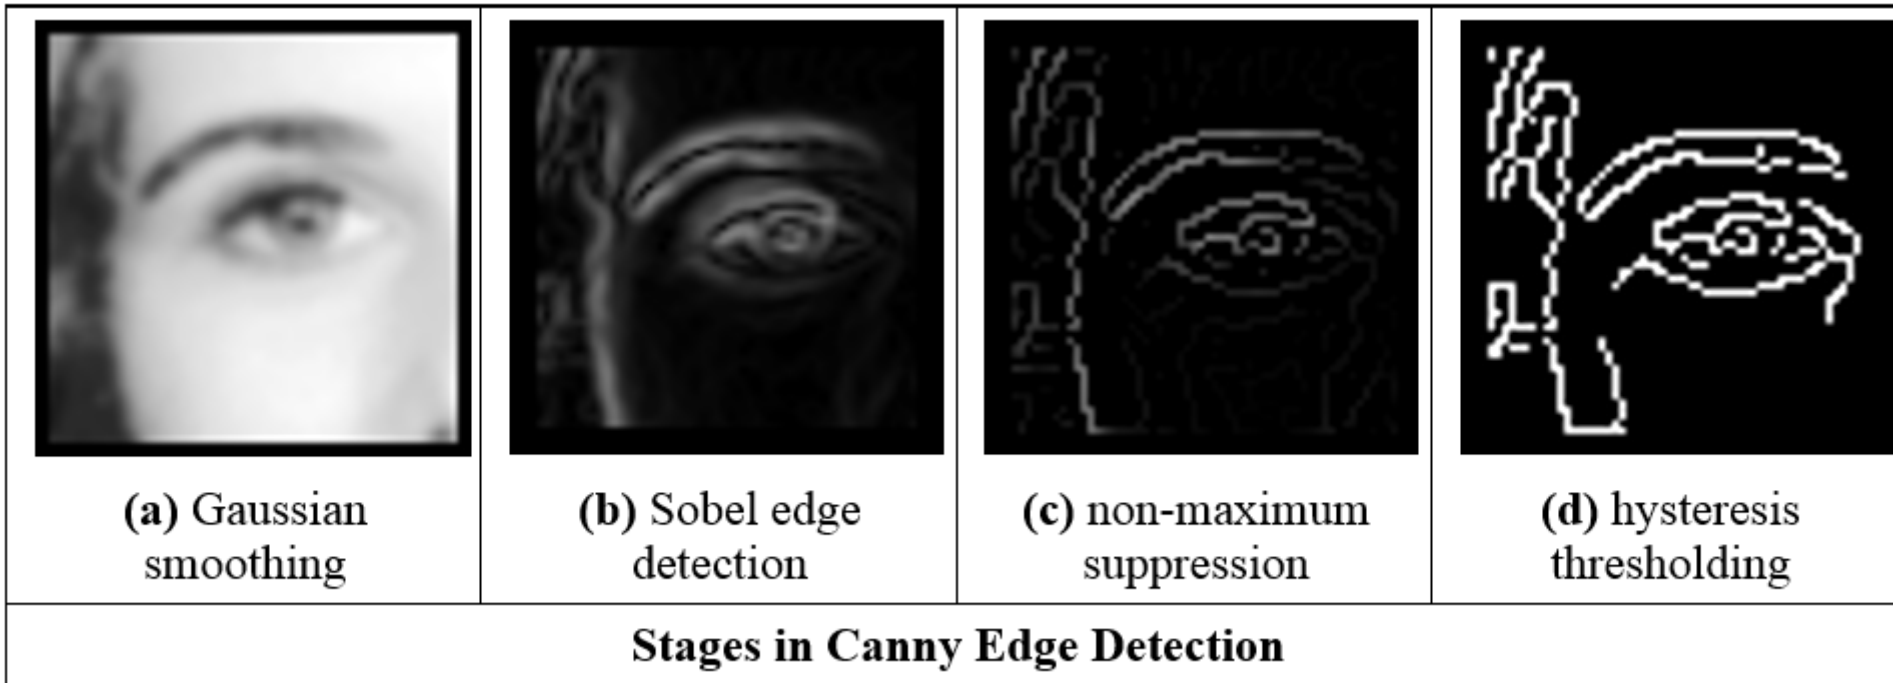 (a) Gaussian
smoothing
(b) Sobel edge
detection
(c) non-maximum
suppression
(d) hysteresis
thresholding
Stages in Canny Edge Detection